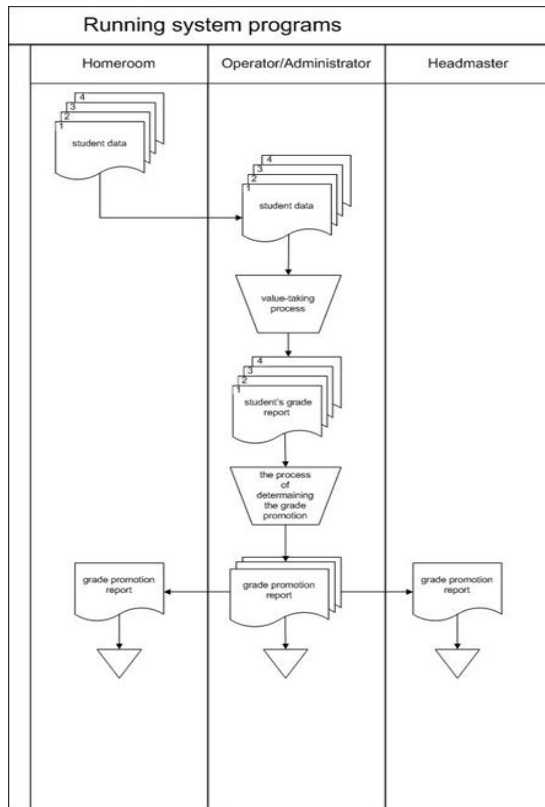 Running system programs
Homeroom
Operator/Administrator
Headmaster
4
3
2
1
student data
4
3
2
1
student data
value-taking
process
4
3
2
1
student's grade
report
the process
of
determaining
the grade
promotion
grade promotion
report
grade promotion
report
grade promotion
report